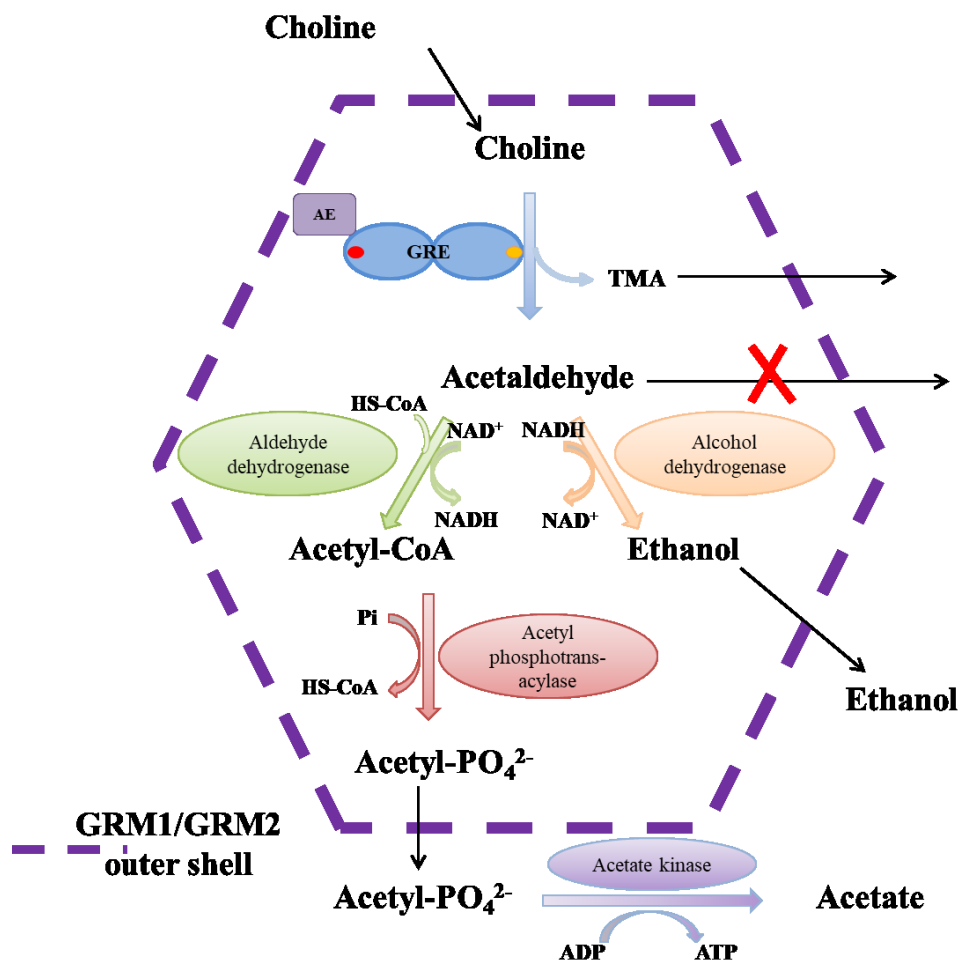 Choline
Choline
AE
GRE
TMA
Acetaldehyde
HS-CoA
NAD⁺
NADH
Aldehyde
dehydrogenase
Alcohol
dehydrogenase
NADH
NAD⁺
Acetyl-CoA
Ethanol
Pi
Acetyl
phosphotrans-
acylase
HS-CoA
Ethanol
Acetyl-PO₄²⁻
GRM1/GRM2
outer shell
Acetate kinase
Acetyl-PO₄²⁻
Acetate
ADP
ATP